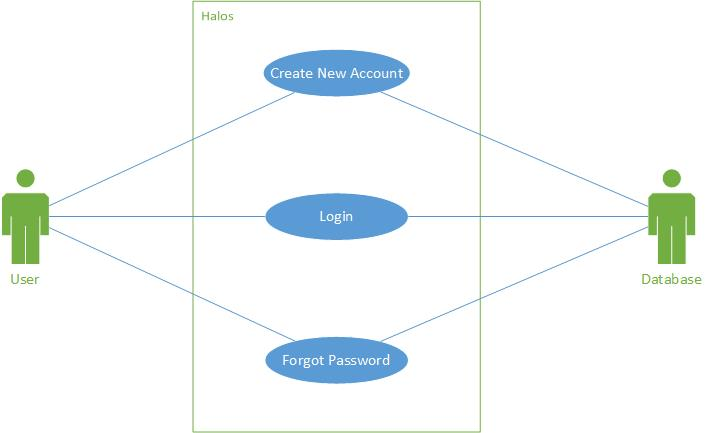 Halos
Create New Account
Login
User
Database
Forgot Password